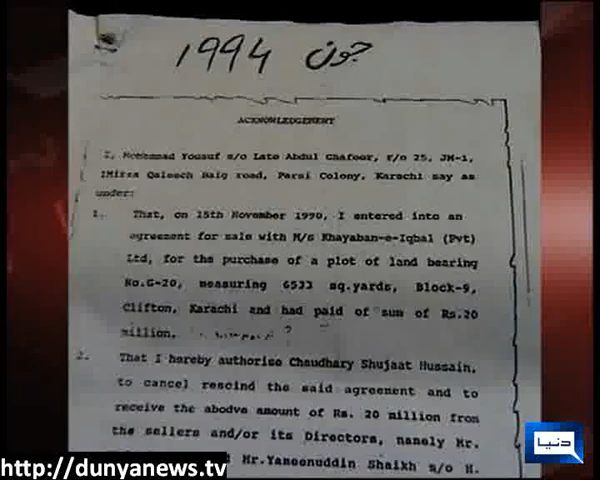 جون 1994
ACKNOWLEDGEMENT
I, Mohammad Yousuf s/o Late Abdul Ghafoor, r/o 25, JM-1,
1Mirza Qaleech Baig road, Parsi Colony, Karachi say as
under:
1. That, on 15th November 1990, I entered into an
agreement for sale with M/s Khayaban-e-Iqbal (Pvt)
Ltd, for the purchase of a plot of land bearing
No.G-20, measuring 6533 sq.yards, Block-9,
Clifton, Karachi and had paid of sum of Rs.20
million.
2. That I hereby authorise Chaudhary Shujaat Hussain,
to cancel rescind the said agreement and to
receive the abodve amount of Rs. 20 million from
the sellers and/or its Directors, namely Mr.
Mr.Yameenuddin Shaikh s/o H.
دنیا
http://dunyanews.tv